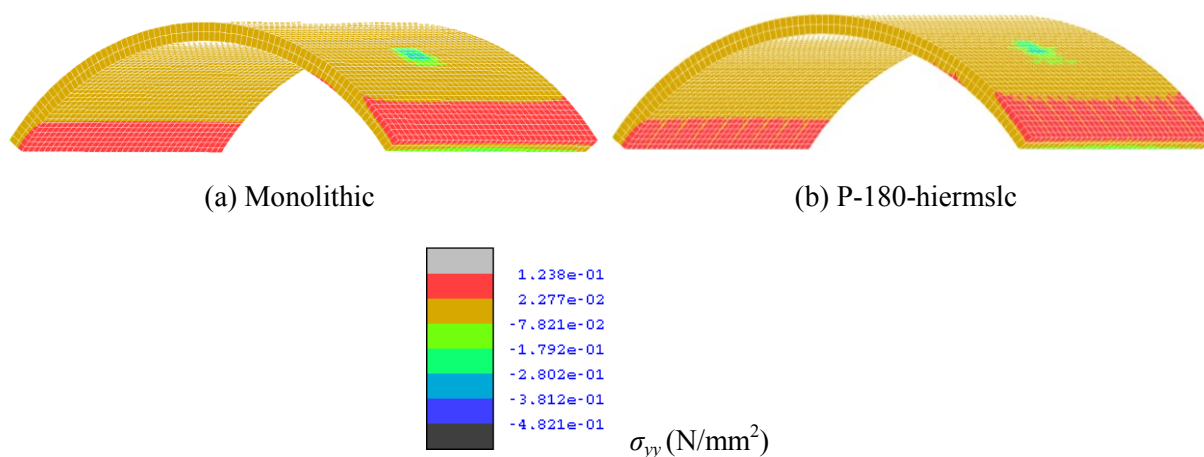 (a) Monolithic
(b) P-180-hiermslc
1.238e-01
2.277e-02
-7.821e-02
-1.792e-01
-2.802e-01
-3.812e-01
-4.821e-01
σyy (N/mm²)